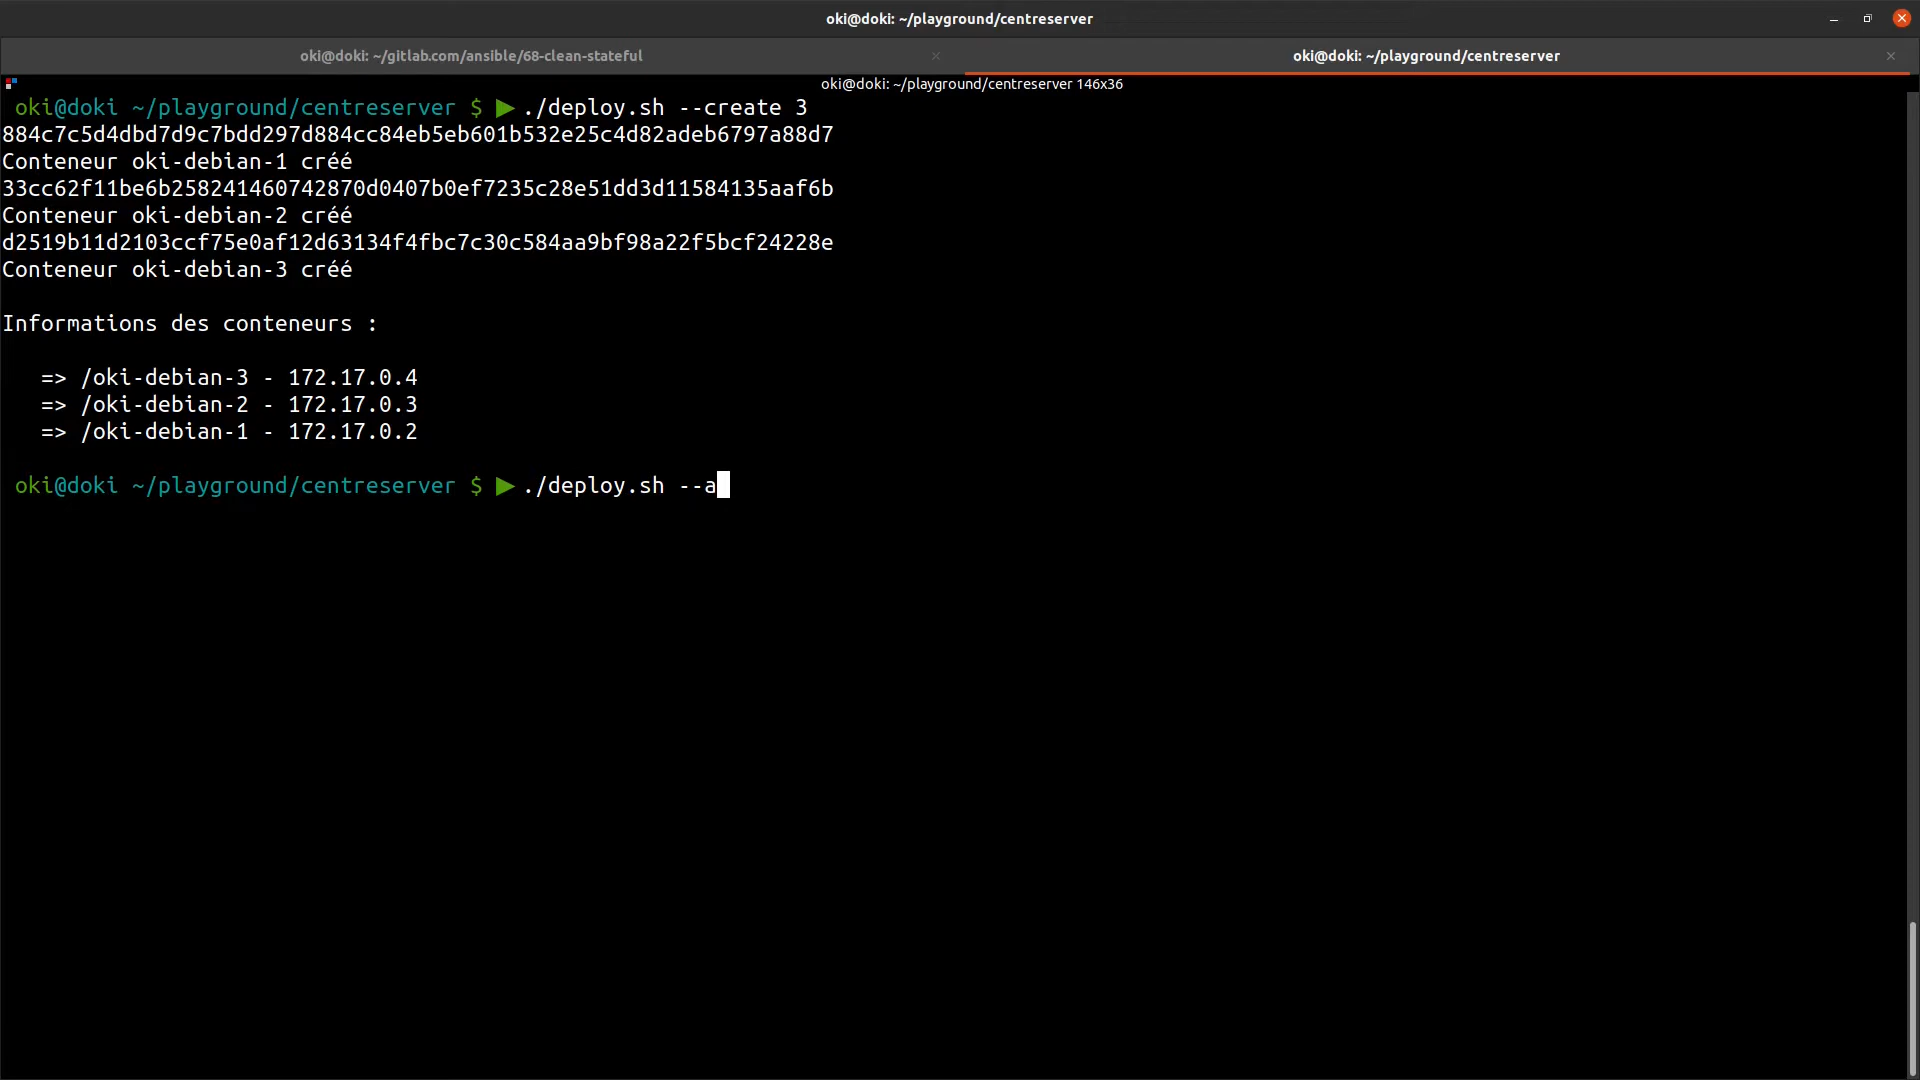 oki@doki: ~/playground/centreserver
oki@doki: ~/gitlab.com/ansible/68-clean-stateful
oki@doki: ~/playground/centreserver
oki@doki: ~/playground/centreserver 146x36
oki@doki ~/playground/centreserver $ ▶ ./deploy.sh --create 3
884c7c5d4dbd7d9c7bdd297d884cc84eb5eb601b532e25c4d82adeb6797a88d7
Conteneur oki-debian-1 créé
33cc62f11be6b258241460742870d0407b0ef7235c28e51dd3d11584135aaf6b
Conteneur oki-debian-2 créé
d2519b11d2103ccf75e0af12d63134f4fbc7c30c584aa9bf98a22f5bcf24228e
Conteneur oki-debian-3 créé
Informations des conteneurs :
=> /oki-debian-3 - 172.17.0.4
=> /oki-debian-2 - 172.17.0.3
=> /oki-debian-1 - 172.17.0.2
oki@doki ~/playground/centreserver $ ▶ ./deploy.sh --a